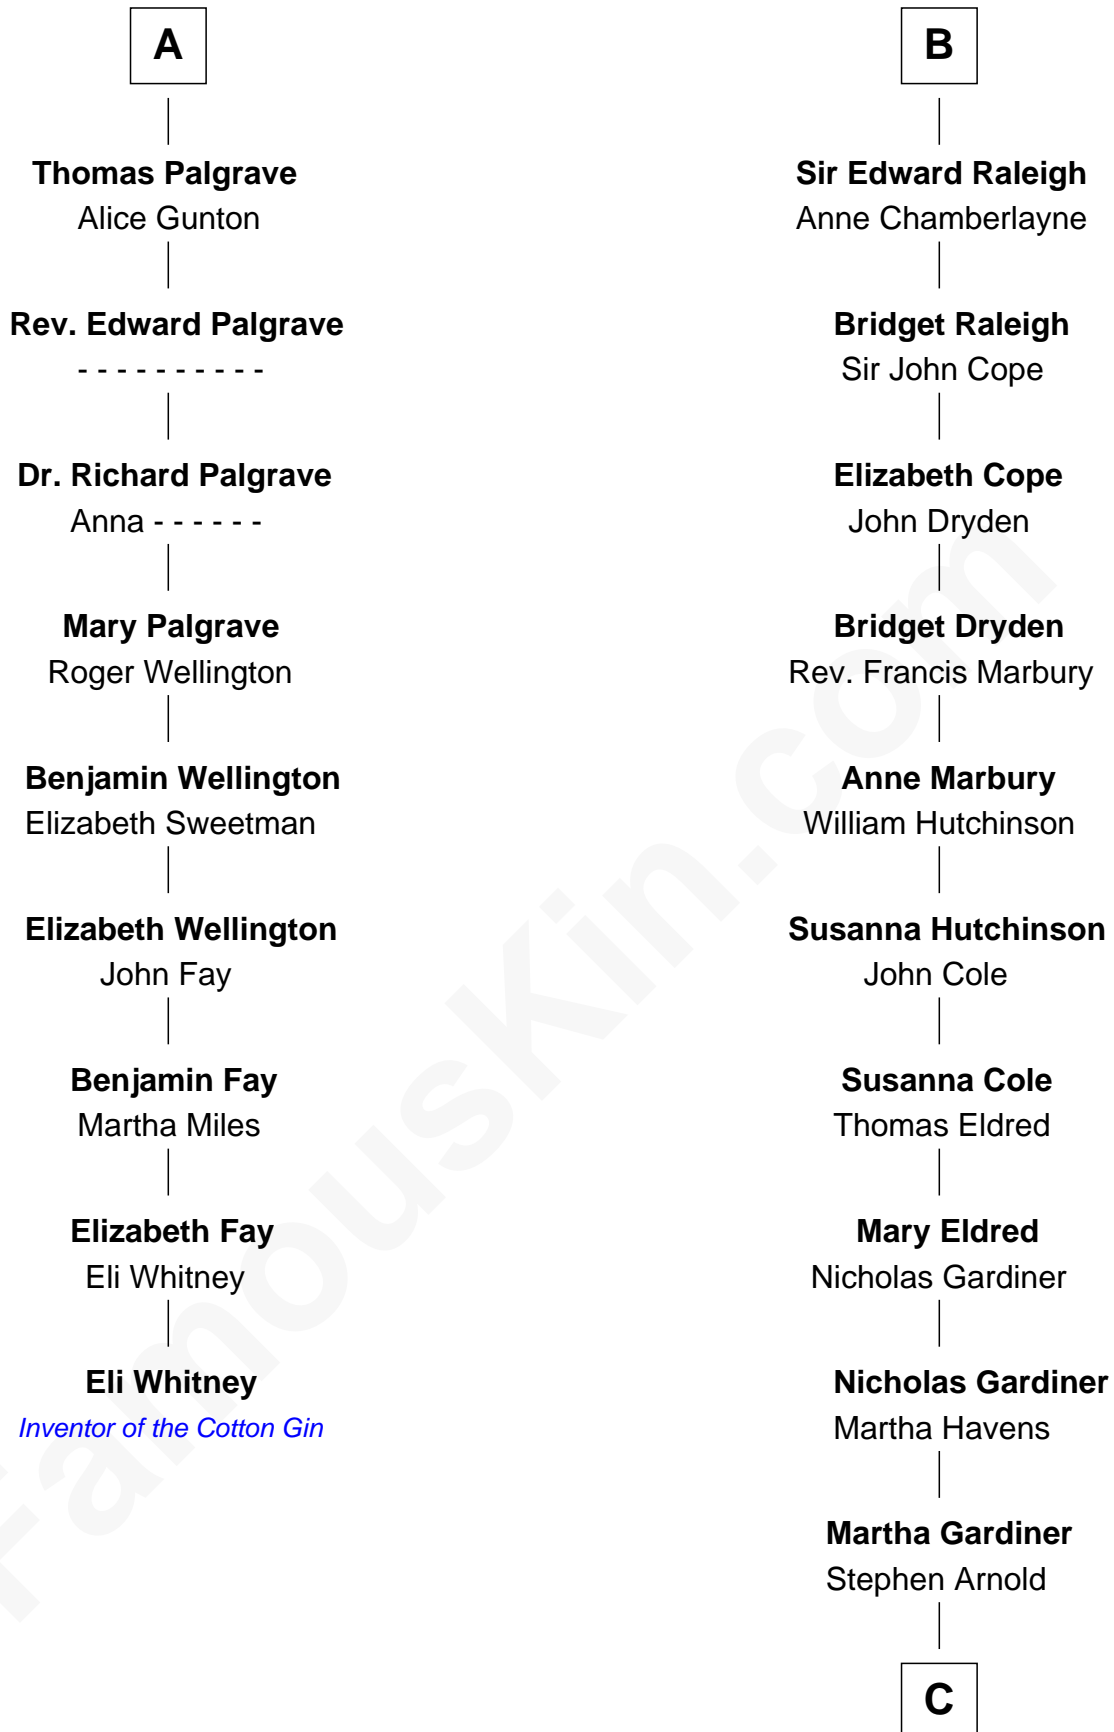 A
Thomas Palgrave
Alice Gunton
Rev. Edward Palgrave
- - - - - - - - - -
Dr. Richard Palgrave
Anna - - - - - -
Mary Palgrave
Roger Wellington
Benjamin Wellington
Elizabeth Sweetman
Elizabeth Wellington
John Fay
Benjamin Fay
Martha Miles
Elizabeth Fay
Eli Whitney
Eli Whitney
Inventor of the Cotton Gin
B
Sir Edward Raleigh
Anne Chamberlayne
Bridget Raleigh
Sir John Cope
Elizabeth Cope
John Dryden
Bridget Dryden
Rev. Francis Marbury
Anne Marbury
William Hutchinson
Susanna Hutchinson
John Cole
Susanna Cole
Thomas Eldred
Mary Eldred
Nicholas Gardiner
Nicholas Gardiner
Martha Havens
Martha Gardiner
Stephen Arnold
C
FamousKin.com